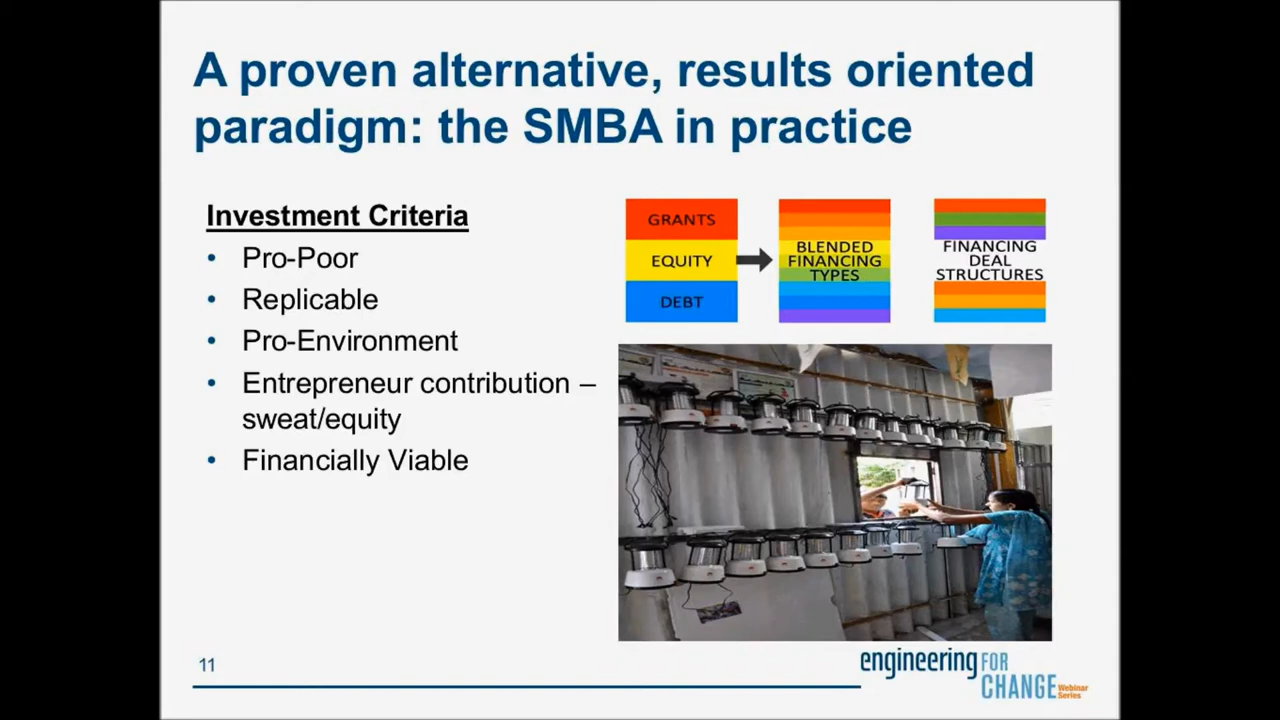 A proven alternative, results oriented
paradigm: the SMBA in practice
Investment Criteria
• Pro-Poor
• Replicable
• Pro-Environment
• Entrepreneur contribution –
sweat/equity
• Financially Viable
GRANTS
EQUITY
DEBT
BLENDED
FINANCING
TYPES
FINANCING
DEAL
STRUCTURES
11
engineering FOR
CHANGE Webinar
Series